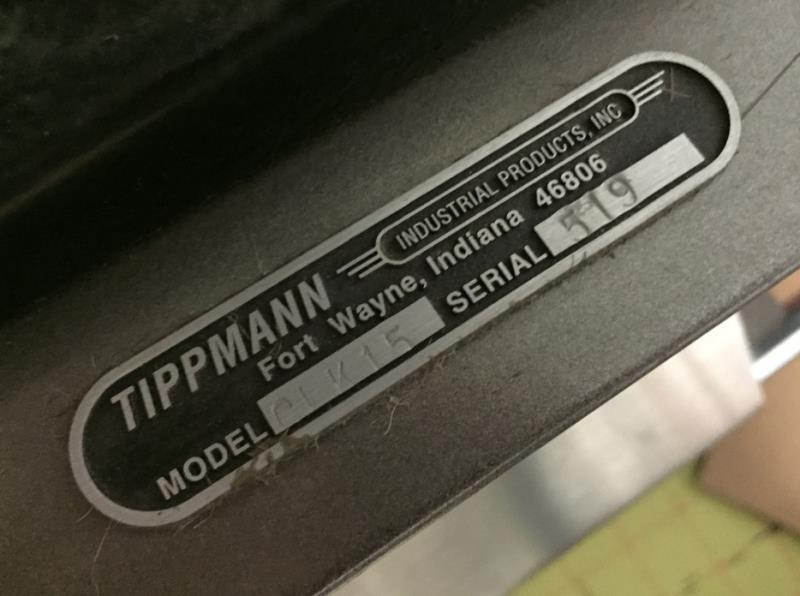 TIPPMANN INDUSTRIAL PRODUCTS, INC
Fort Wayne, Indiana 46806
MODEL CLK15 SERIAL 519